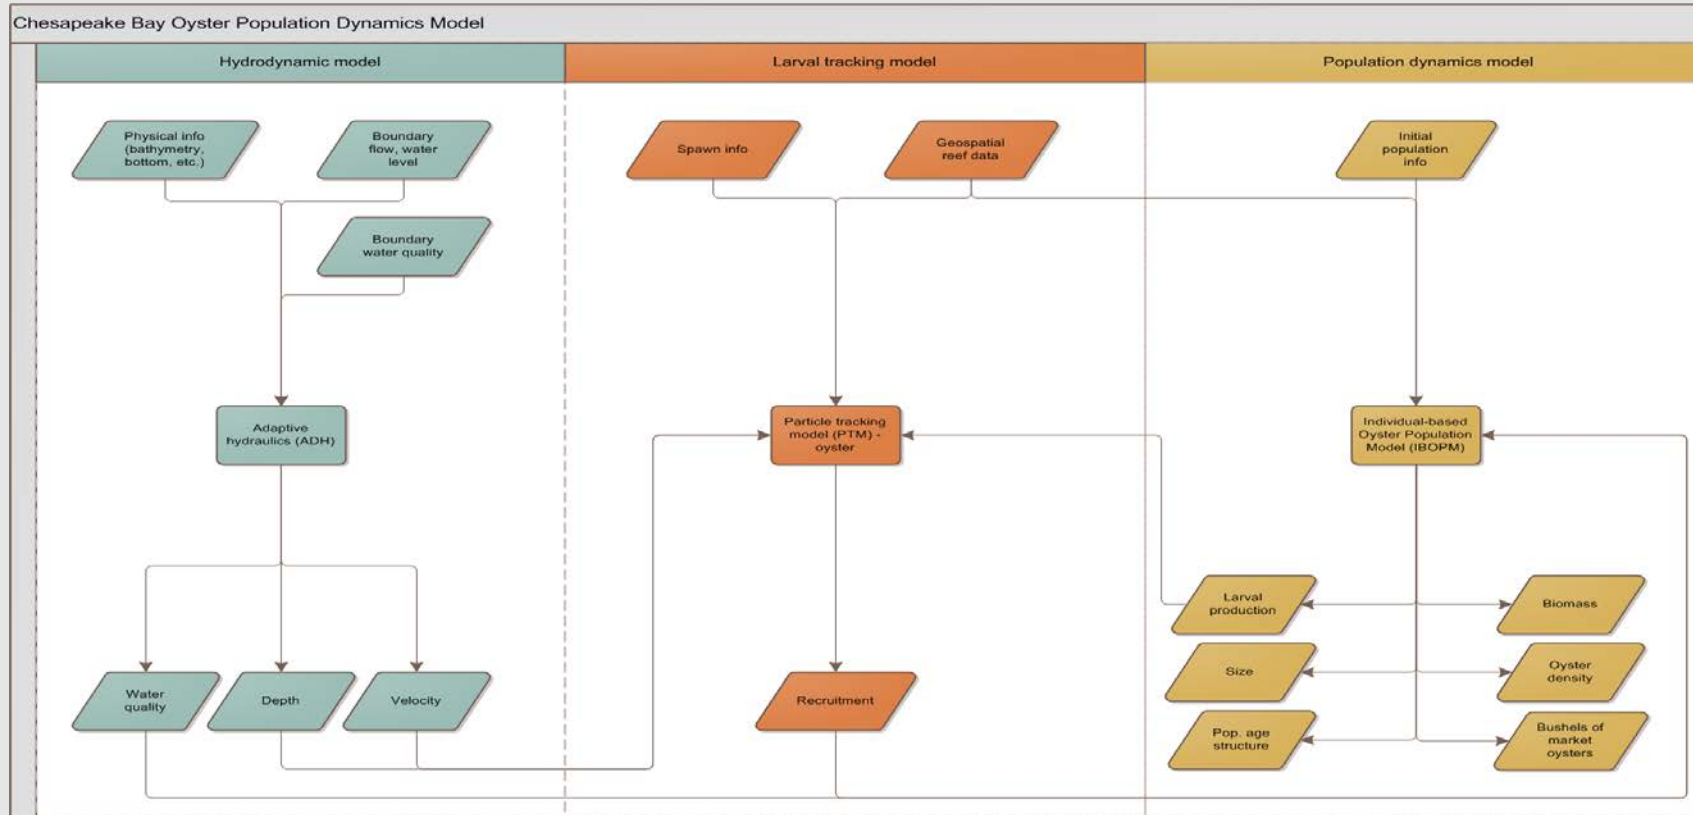 Chesapeake Bay Oyster Population Dynamics Model
Hydrodynamic model
Larval tracking model
Population dynamics model
Physical info
(bathymetry,
bottom, etc.)
Boundary
flow, water
level
Spawn info
Geospatial
reef data
Initial
population
info
Boundary
water quality
Adaptive
hydraulics (ADH)
Particle tracking
model (PTM) -
oyster
Individual-based
Oyster Population
Model (IBOPM)
Larval
production
Biomass
Size
Oyster
density
Water
quality
Depth
Velocity
Recruitment
Pop. age
structure
Bushels of
market
oysters